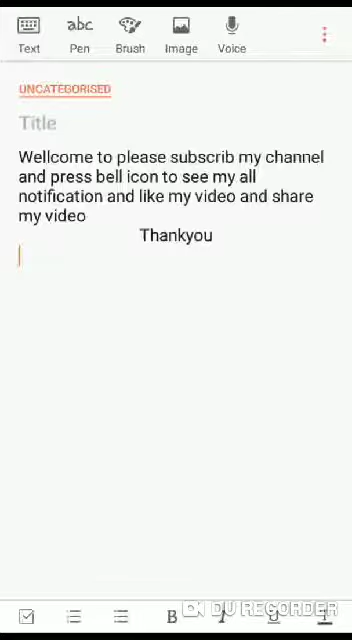 Text Pen Brush Image Voice
UNCATEGORISED
Title
Wellcome to please subscrib my channel
and press bell icon to see my all
notification and like my video and share
my video
Thankyou
B I U T
DU RECORDER